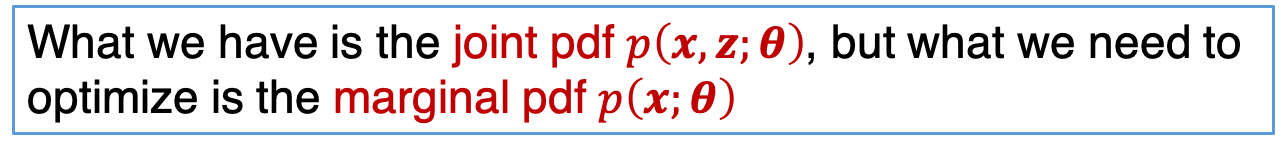 What we have is the joint pdf p(x, z; θ), but what we need to
optimize is the marginal pdf p(x; θ)